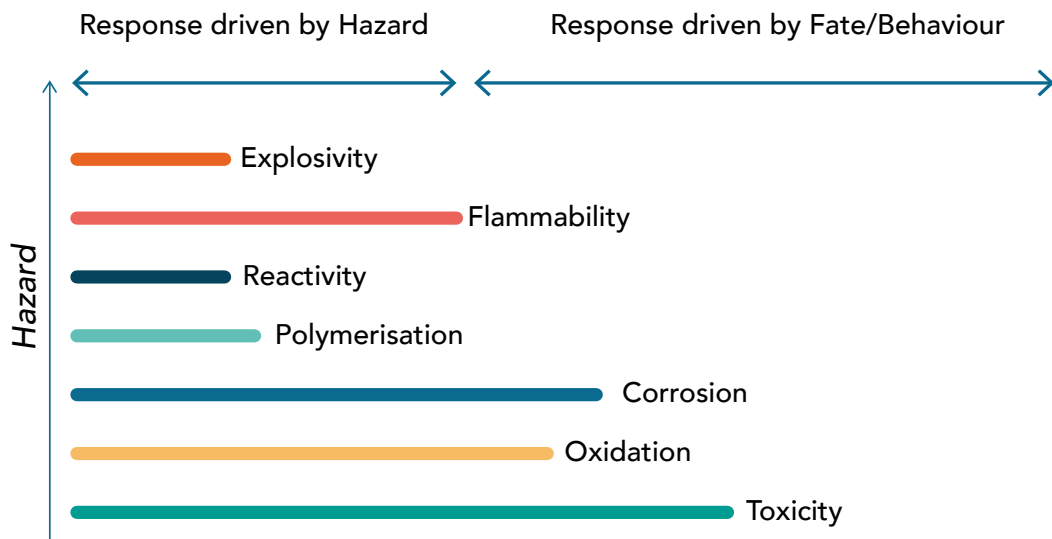 Response driven by Hazard
Response driven by Fate/Behaviour
Explosivity
Flammability
Reactivity
Polymerisation
Corrosion
Oxidation
Toxicity
Hazard